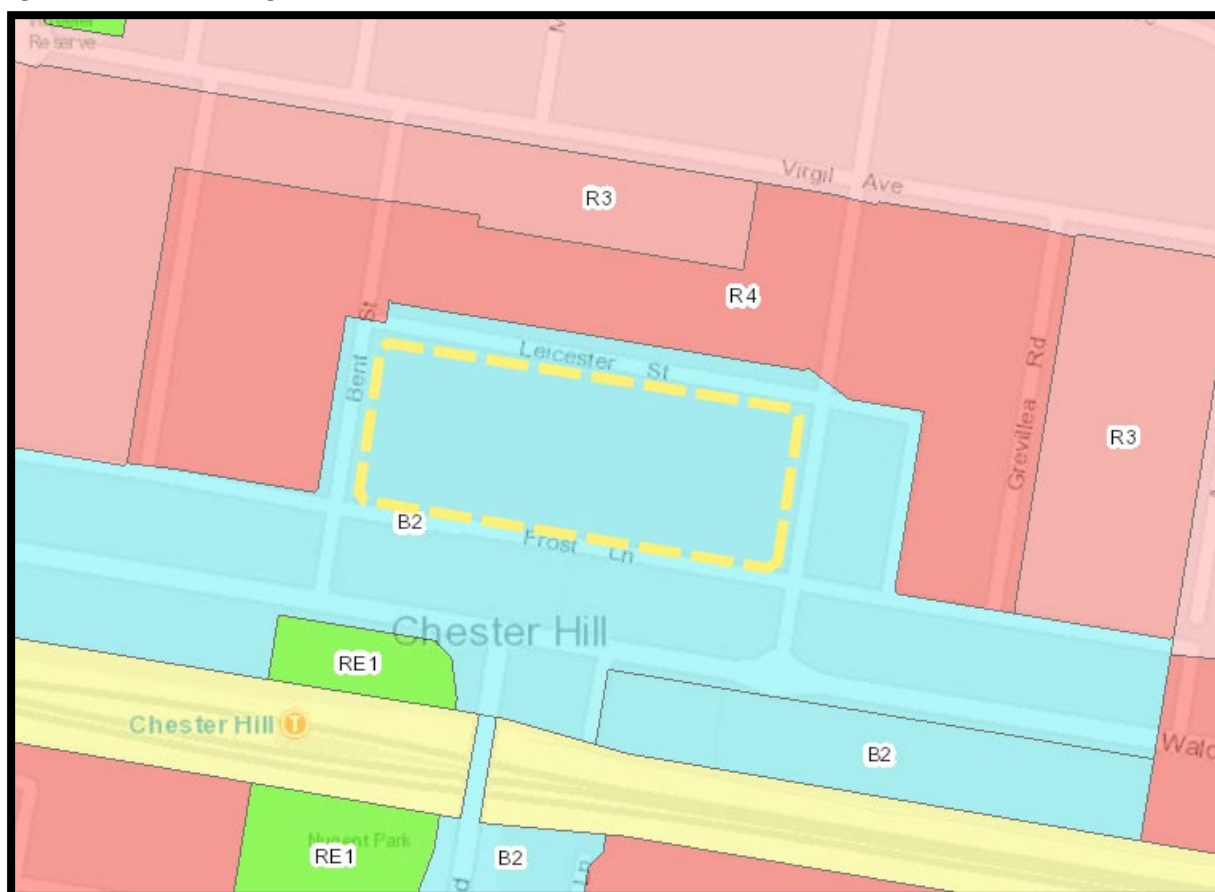 Reserve
Virgil Ave
R3
R4
Leicester St
Bent St
Grevillea Rd
R3
B2
Frost Ln
Chester Hill
RE1
Chester Hill T
B2
Nugent Park
RE1
B2
Ln